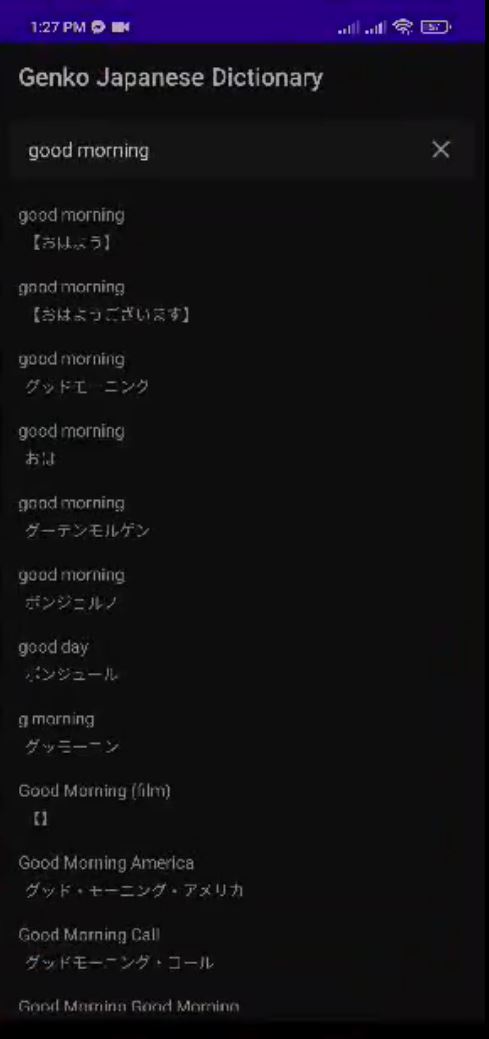 1:27 PM
57
Genko Japanese Dictionary
good morning
good morning
【おはよう】
good morning
【おはようございます】
good morning
グッドモーニング
good morning
おは
good morning
グーテンモルゲン
good morning
ボンジョルノ
good day
ボンジュール
g morning
グッモーニン
Good Morning (film)
【】
Good Morning America
グッド・モーニング・アメリカ
Good Morning Call
グッドモーニング・コール
Good Morning Good Morning